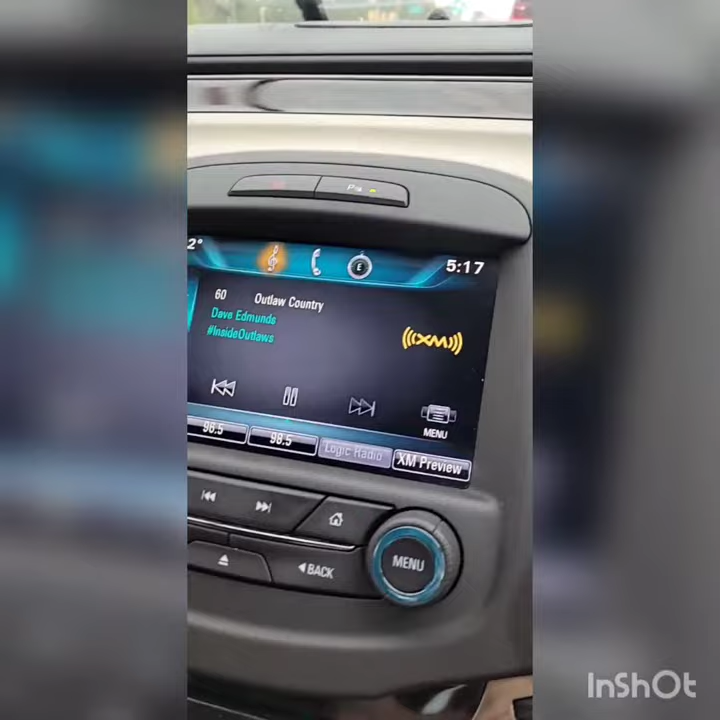 2°
E
5:17
60 Outlaw Country
Dave Edmunds
#InsideOutlaws
((XM))
MENU
98.5
Logic Radio
XM Preview
MENU
BACK
InShOt